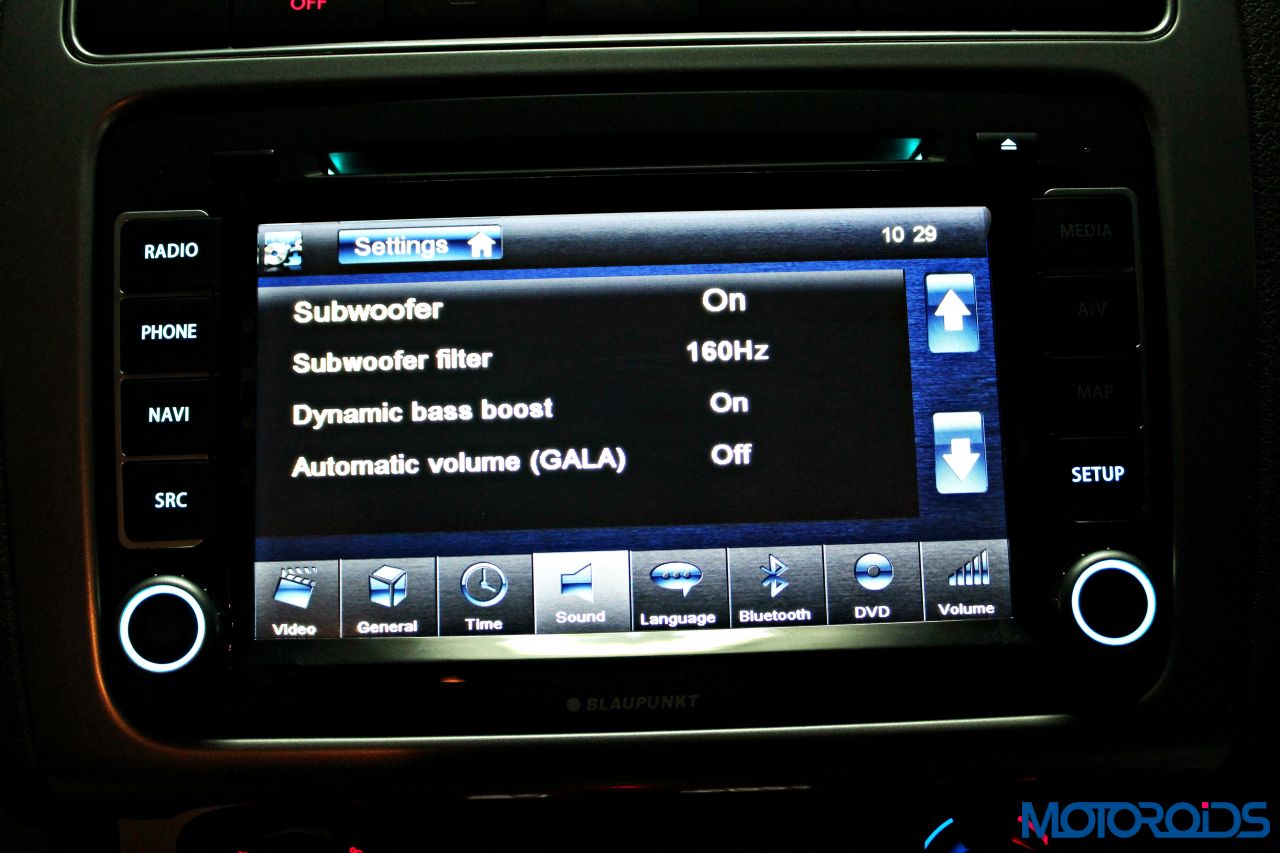 OFF
RADIO
PHONE
NAVI
SRC
Settings 10 29
Subwoofer On
Subwoofer filter 160Hz
Dynamic bass boost On
Automatic volume (GALA) Off
Video General Time Sound Language Bluetooth DVD Volume
MEDIA
A/V
MAP
SETUP
BLAUPUNKT
MOTOROiDS